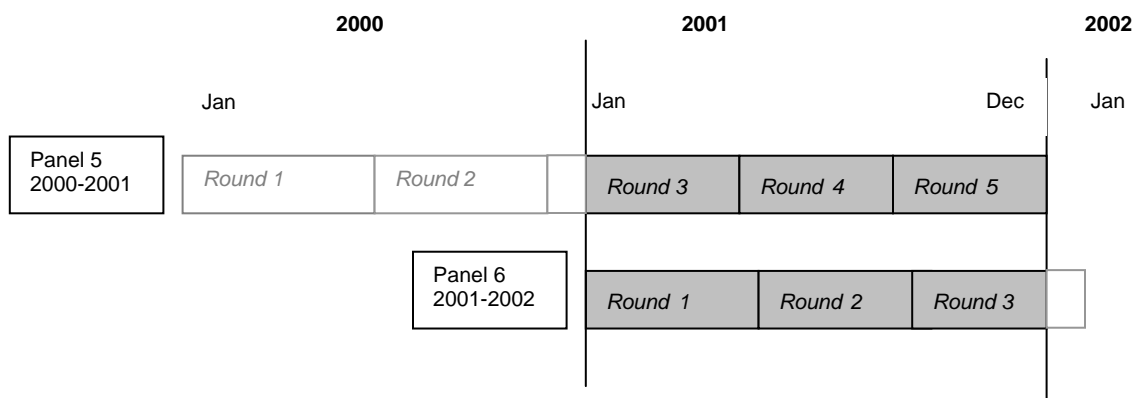 2000 2001 2002
Jan Jan Dec Jan
Panel 5
2000-2001
Round 1 Round 2 Round 3 Round 4 Round 5
Panel 6
2001-2002
Round 1 Round 2 Round 3